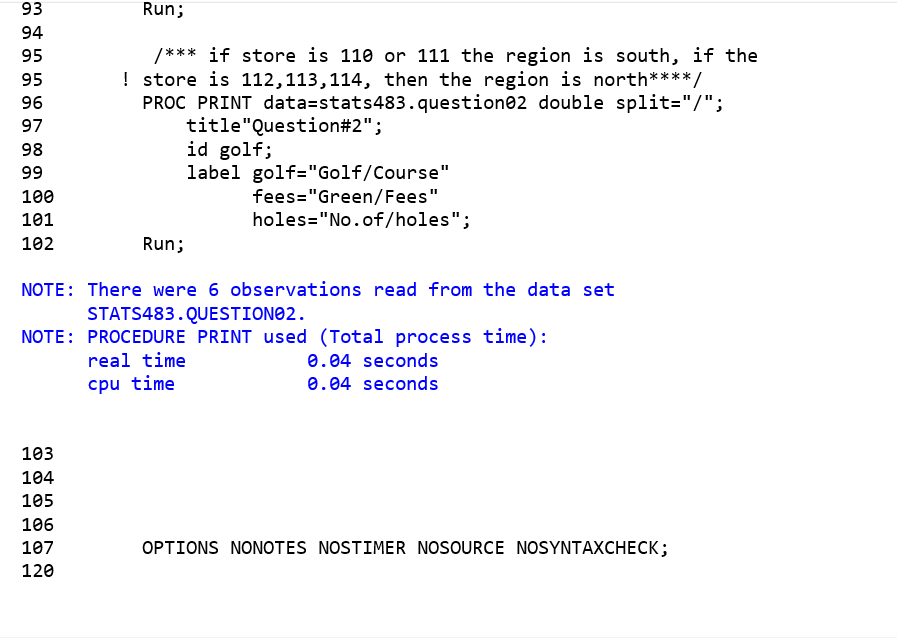 93 Run;
94
95 /*** if store is 110 or 111 the region is south, if the
95 ! store is 112,113,114, then the region is north****/
96 PROC PRINT data=stats483.question02 double split="/";
97 title"Question#2";
98 id golf;
99 label golf="Golf/Course"
100 fees="Green/Fees"
101 holes="No.of/holes";
102 Run;
NOTE: There were 6 observations read from the data set
STATS483.QUESTION02.
NOTE: PROCEDURE PRINT used (Total process time):
real time 0.04 seconds
cpu time 0.04 seconds
103
104
105
106
107 OPTIONS NONOTES NOSTIMER NOSOURCE NOSYNTAXCHECK;
120